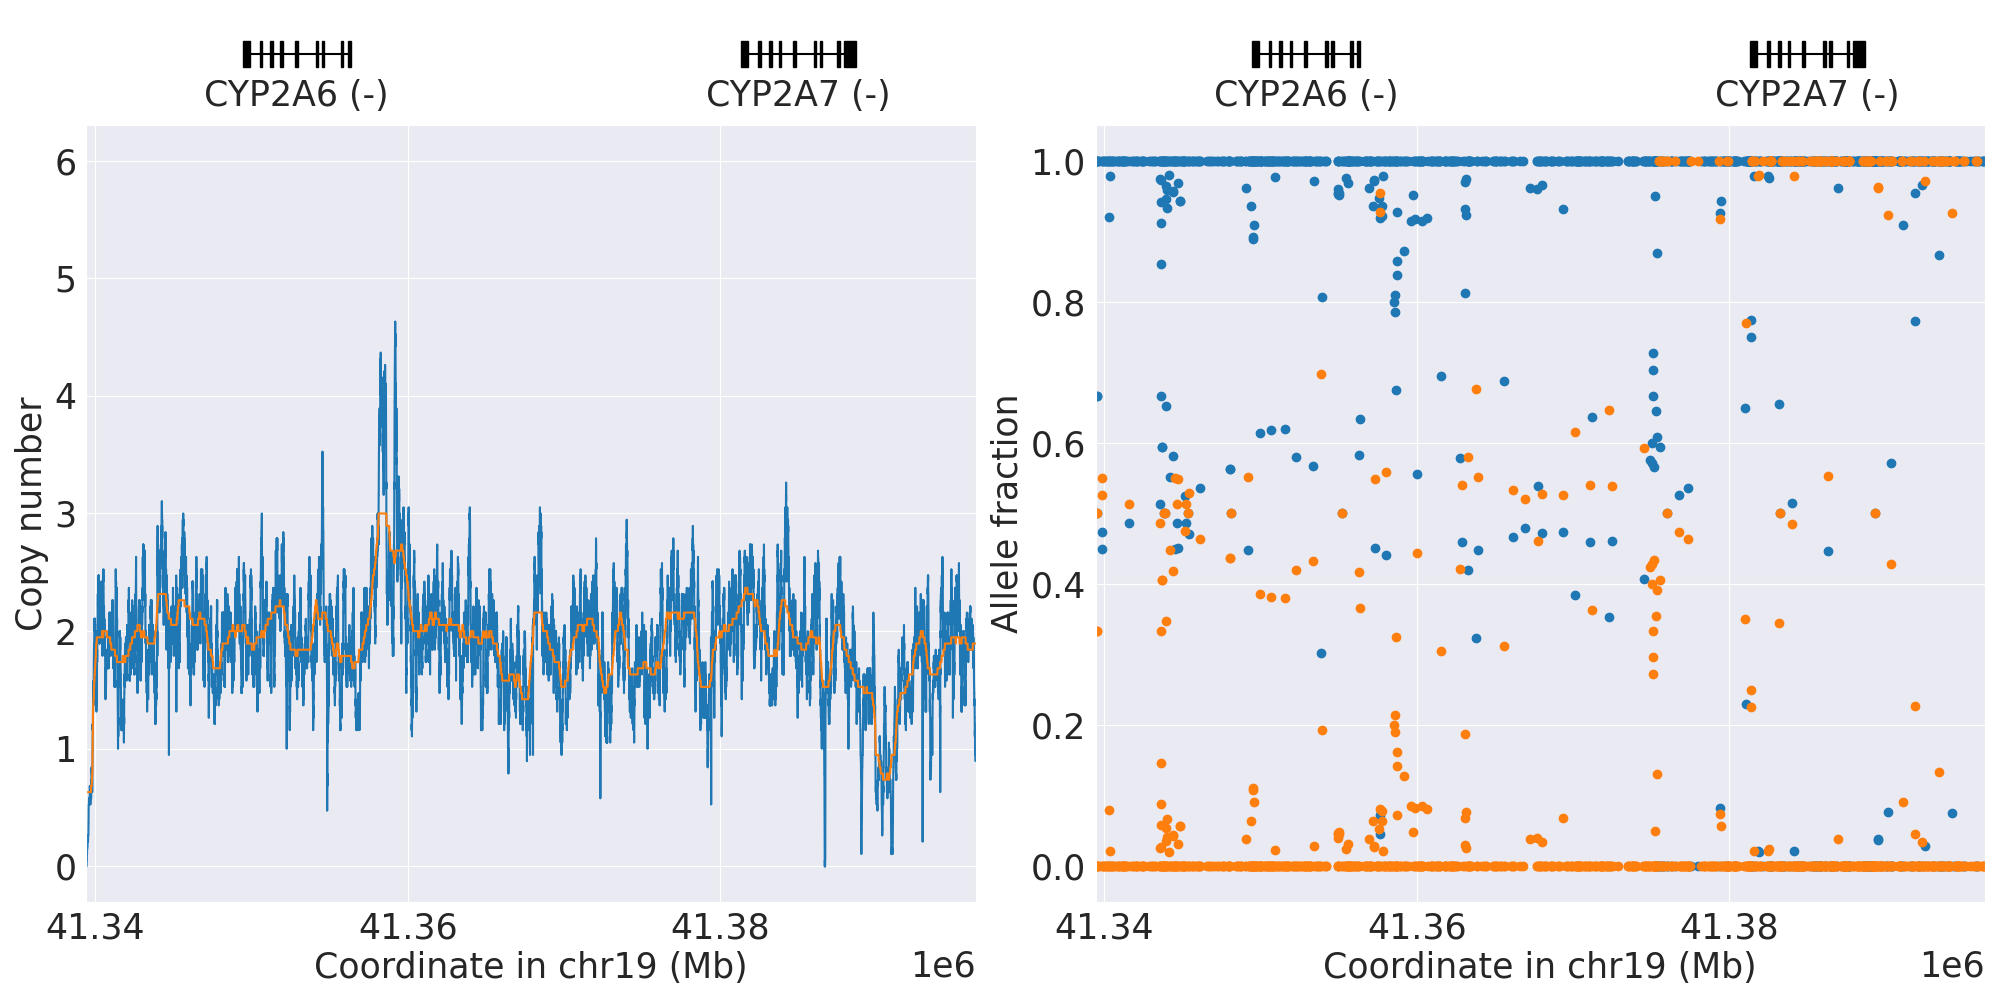 CYP2A6 (-)
CYP2A7 (-)
Copy number
6
5
4
3
2
1
0
41.34
41.36
41.38
Coordinate in chr19 (Mb)
1e6
CYP2A6 (-)
CYP2A7 (-)
Allele fraction
1.0
0.8
0.6
0.4
0.2
0.0
41.34
41.36
41.38
Coordinate in chr19 (Mb)
1e6